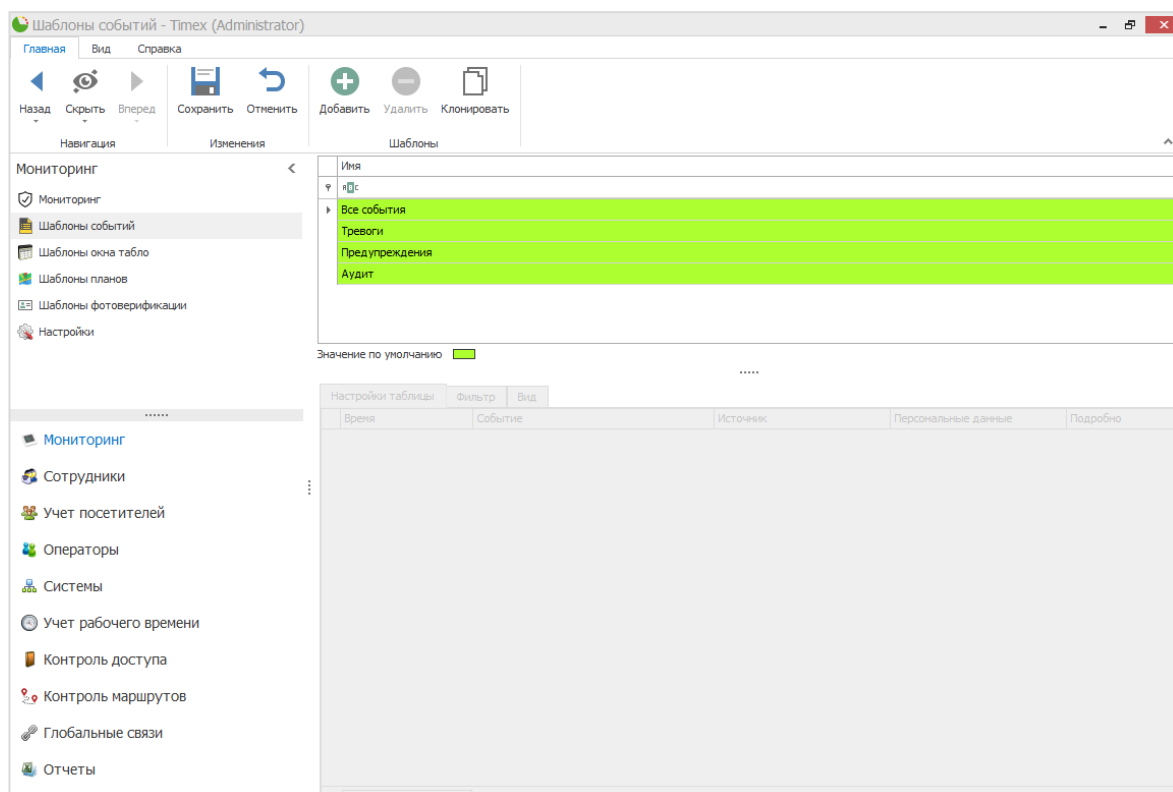 Шаблоны событий - Timex (Administrator)
Главная Вид Справка
Назад Скрыть Вперед Сохранить Отменить Добавить Удалить Клонировать
Навигация Изменения Шаблоны
Мониторинг
Мониторинг
Шаблоны событий
Шаблоны окна табло
Шаблоны планов
Шаблоны фотоверификации
Настройки
Имя
ABC
Все события
Тревоги
Предупреждения
Аудит
Значение по умолчанию
Настройки таблицы Фильтр Вид
Время Событие Источник Персональные данные Подробно
Мониторинг
Сотрудники
Учет посетителей
Операторы
Системы
Учет рабочего времени
Контроль доступа
Контроль маршрутов
Глобальные связи
Отчеты